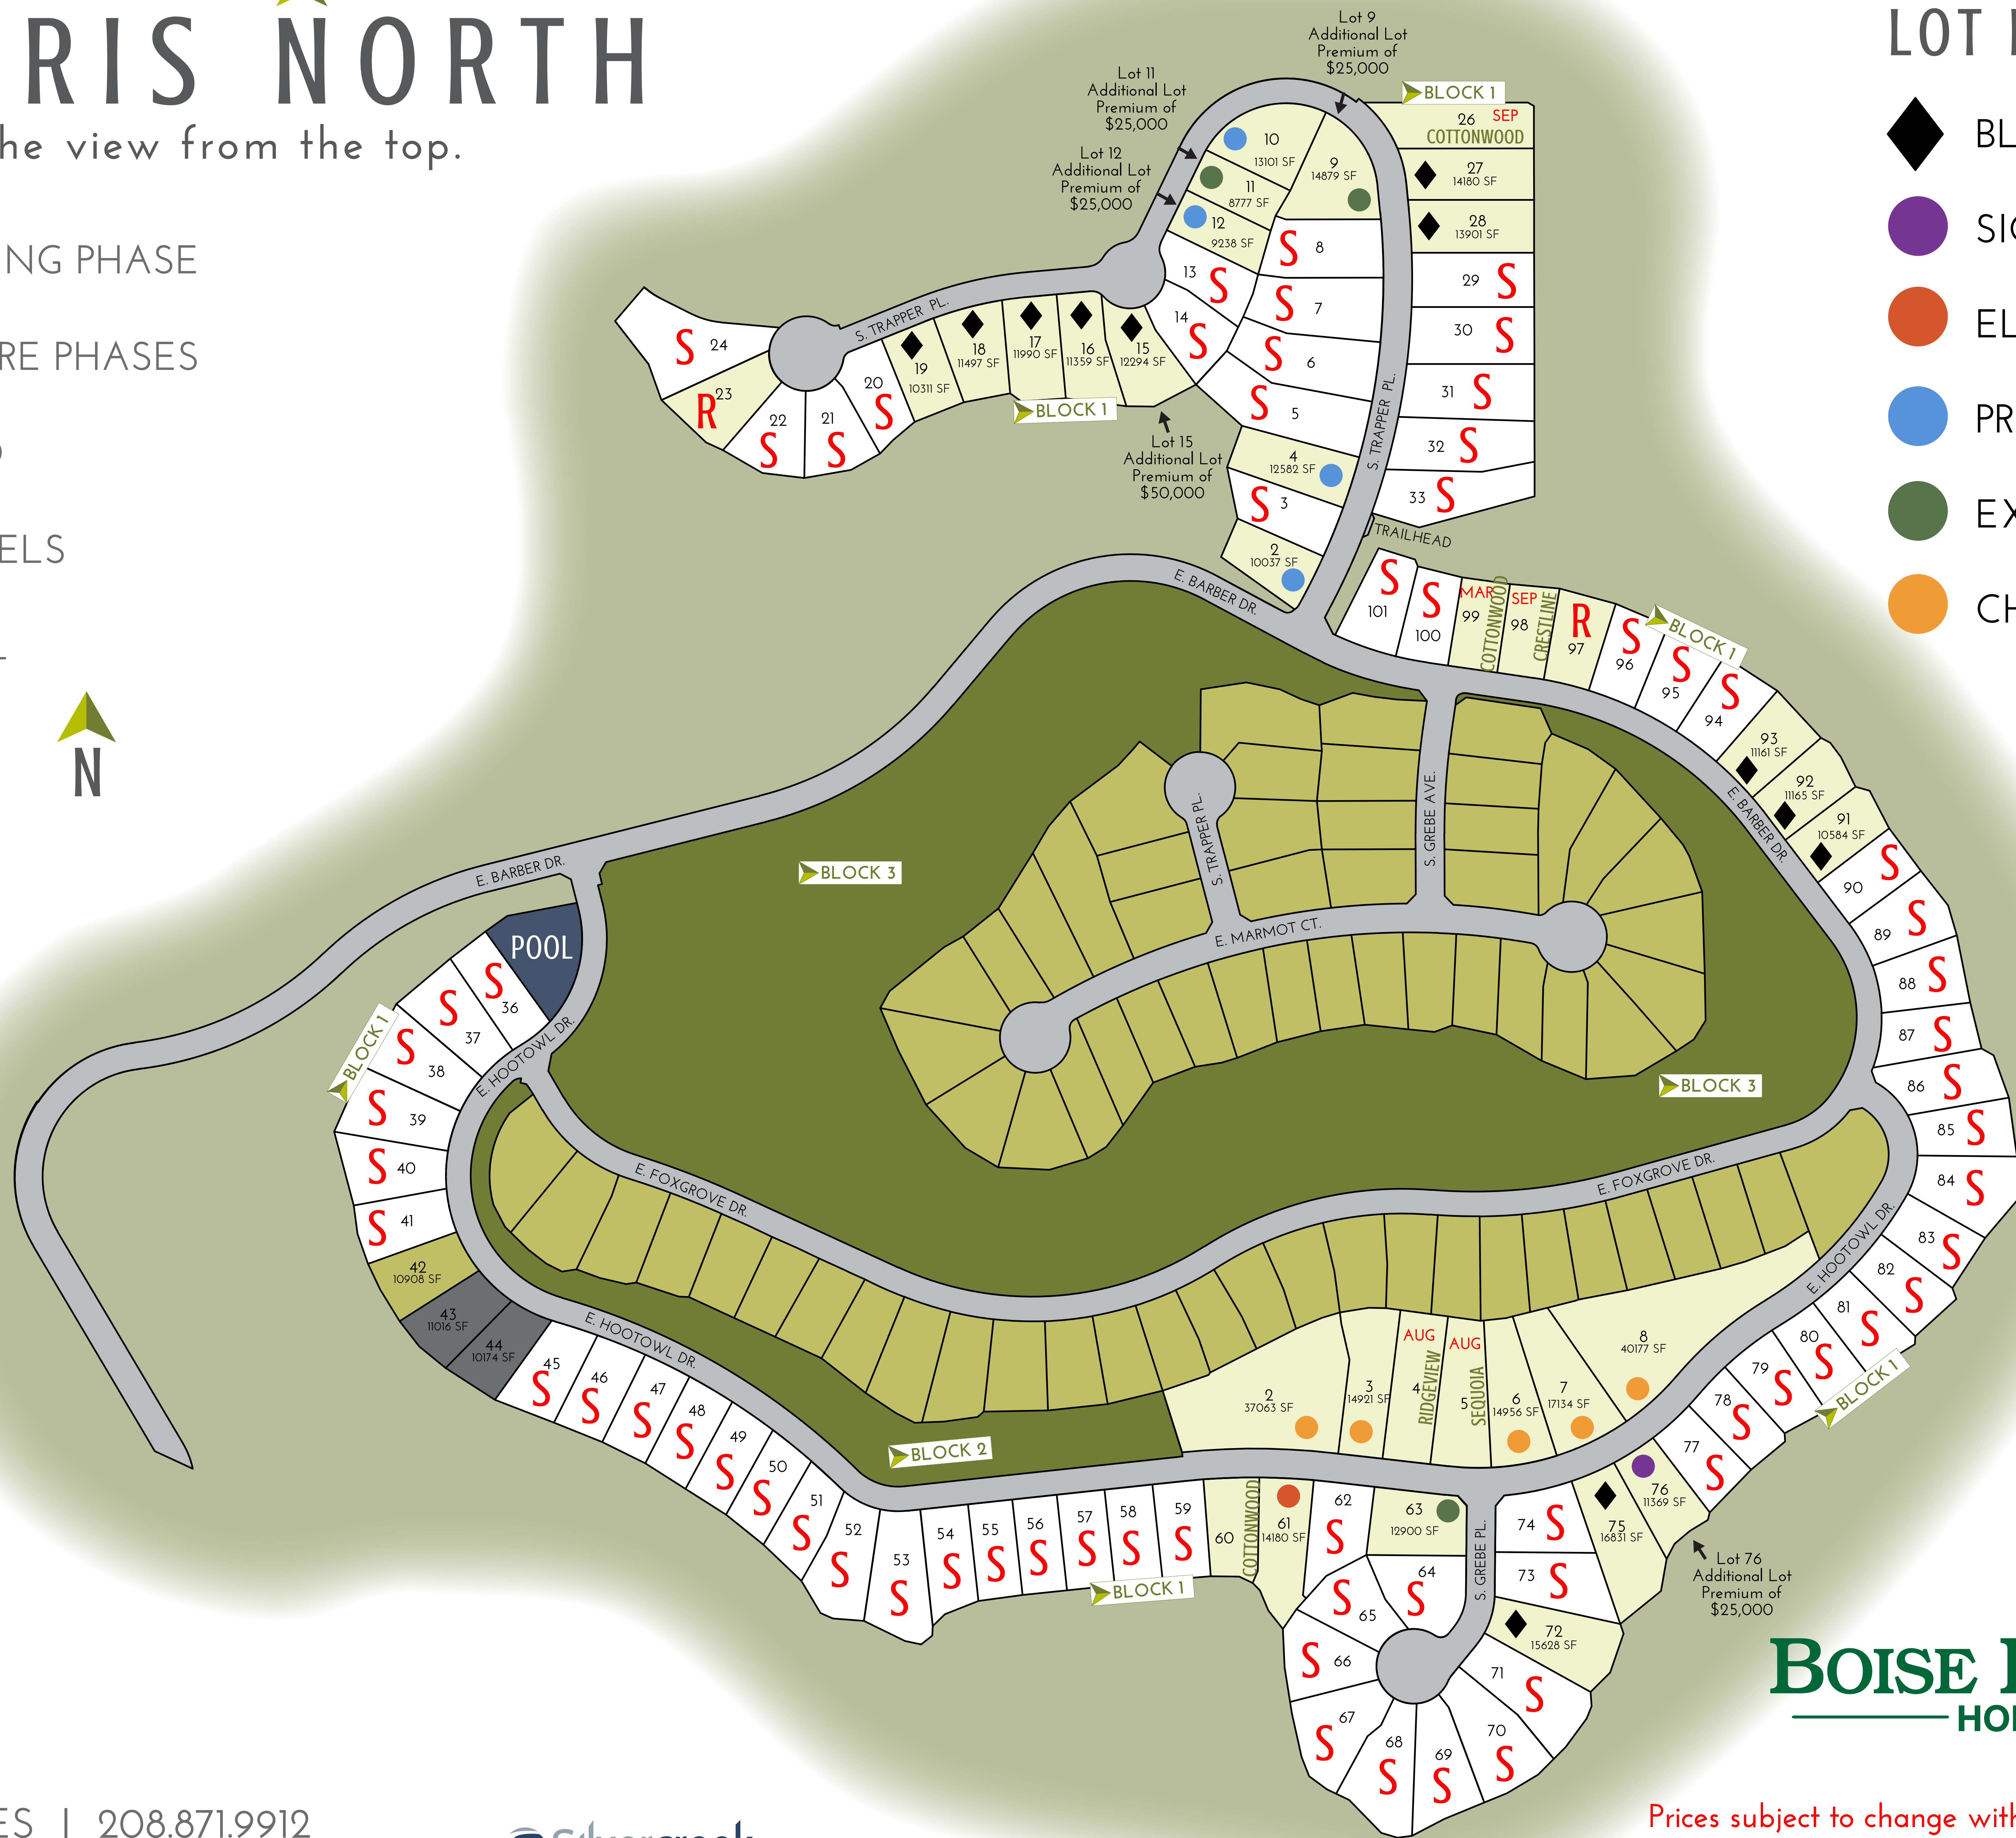 RIS NORTH
he view from the top.
NG PHASE
RE PHASES
ELS
N
LOT
BL
SI
EL
PR
EX
CH
Lot 9
Additional Lot
Premium of
$25,000
Lot 11
Additional Lot
Premium of
$25,000
Lot 12
Additional Lot
Premium of
$25,000
BLOCK 1
26 SEP
COTTONWOOD
27
14180 SF
28
13901 SF
29 S
30 S
31 S
32 S
33 S
10
13101 SF
9
14879 SF
11
8777 SF
12
9238 SF
S 8
S 7
S 6
S 5
4
12582 SF
S 3
2
10037 SF
13 S
14 S
15
12294 SF
16
11359 SF
17
11990 SF
18
11497 SF
19
10311 SF
20 S
21 S
22 S
23 R
S 24
S. TRAPPER PL.
BLOCK 1
Lot 15
Additional Lot
Premium of
$50,000
S. TRAPPER PL.
TRAILHEAD
E. BARBER DR.
S 101
S 100
MAR
99
COTTONWOOD
SEP
98
CRESTLINE
R 97
S 96
S 95
S 94
BLOCK 1
93
11161 SF
92
11165 SF
91
10584 SF
E. BARBER DR.
90 S
89 S
88 S
87 S
86 S
85 S
84 S
83 S
82 S
81 S
80 S
79 S
78 S
77 S
BLOCK 1
BLOCK 3
S. TRAPPER PL.
S. GREBE AVE.
E. MARMOT CT.
BLOCK 3
E. BARBER DR.
POOL
S 36
S 37
S 38
S 39
S 40
S 41
BLOCK 1
E. HOOTOWL DR.
42
10908 SF
43
11016 SF
44
10174 SF
E. FOXGROVE DR.
E. FOXGROVE DR.
E. HOOTOWL DR.
E. HOOTOWL DR.
45 S
46 S
47 S
48 S
49 S
50 S
51 S
52 S
53 S
54 S
55 S
56 S
57 S
58 S
59 S
BLOCK 2
BLOCK 1
2
37063 SF
3
14921 SF
AUG
4
RIDGEVIEW
AUG
5
SEQUOIA
6
14956 SF
7
17134 SF
8
40177 SF
60
COTTONWOOD
61
14180 SF
62 S
63
12900 SF
64 S
S 65
S 66
67 S
68 S
69 S
70 S
71 S
72
15628 SF
73 S
74 S
75
16831 SF
76
11369 SF
S. GREBE PL.
Lot 76
Additional Lot
Premium of
$25,000
BOISE
HO
ES | 208.871.9912
Silvercreek
Prices subject to change with